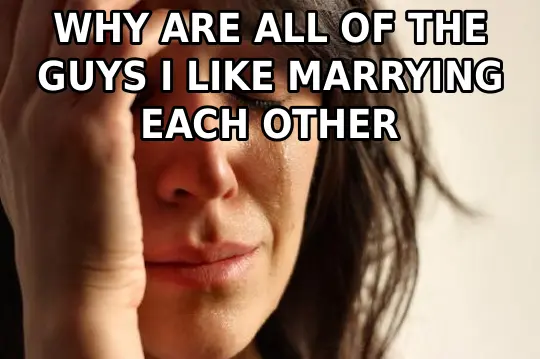 WHY ARE ALL OF THE
GUYS I LIKE MARRYING
EACH OTHER